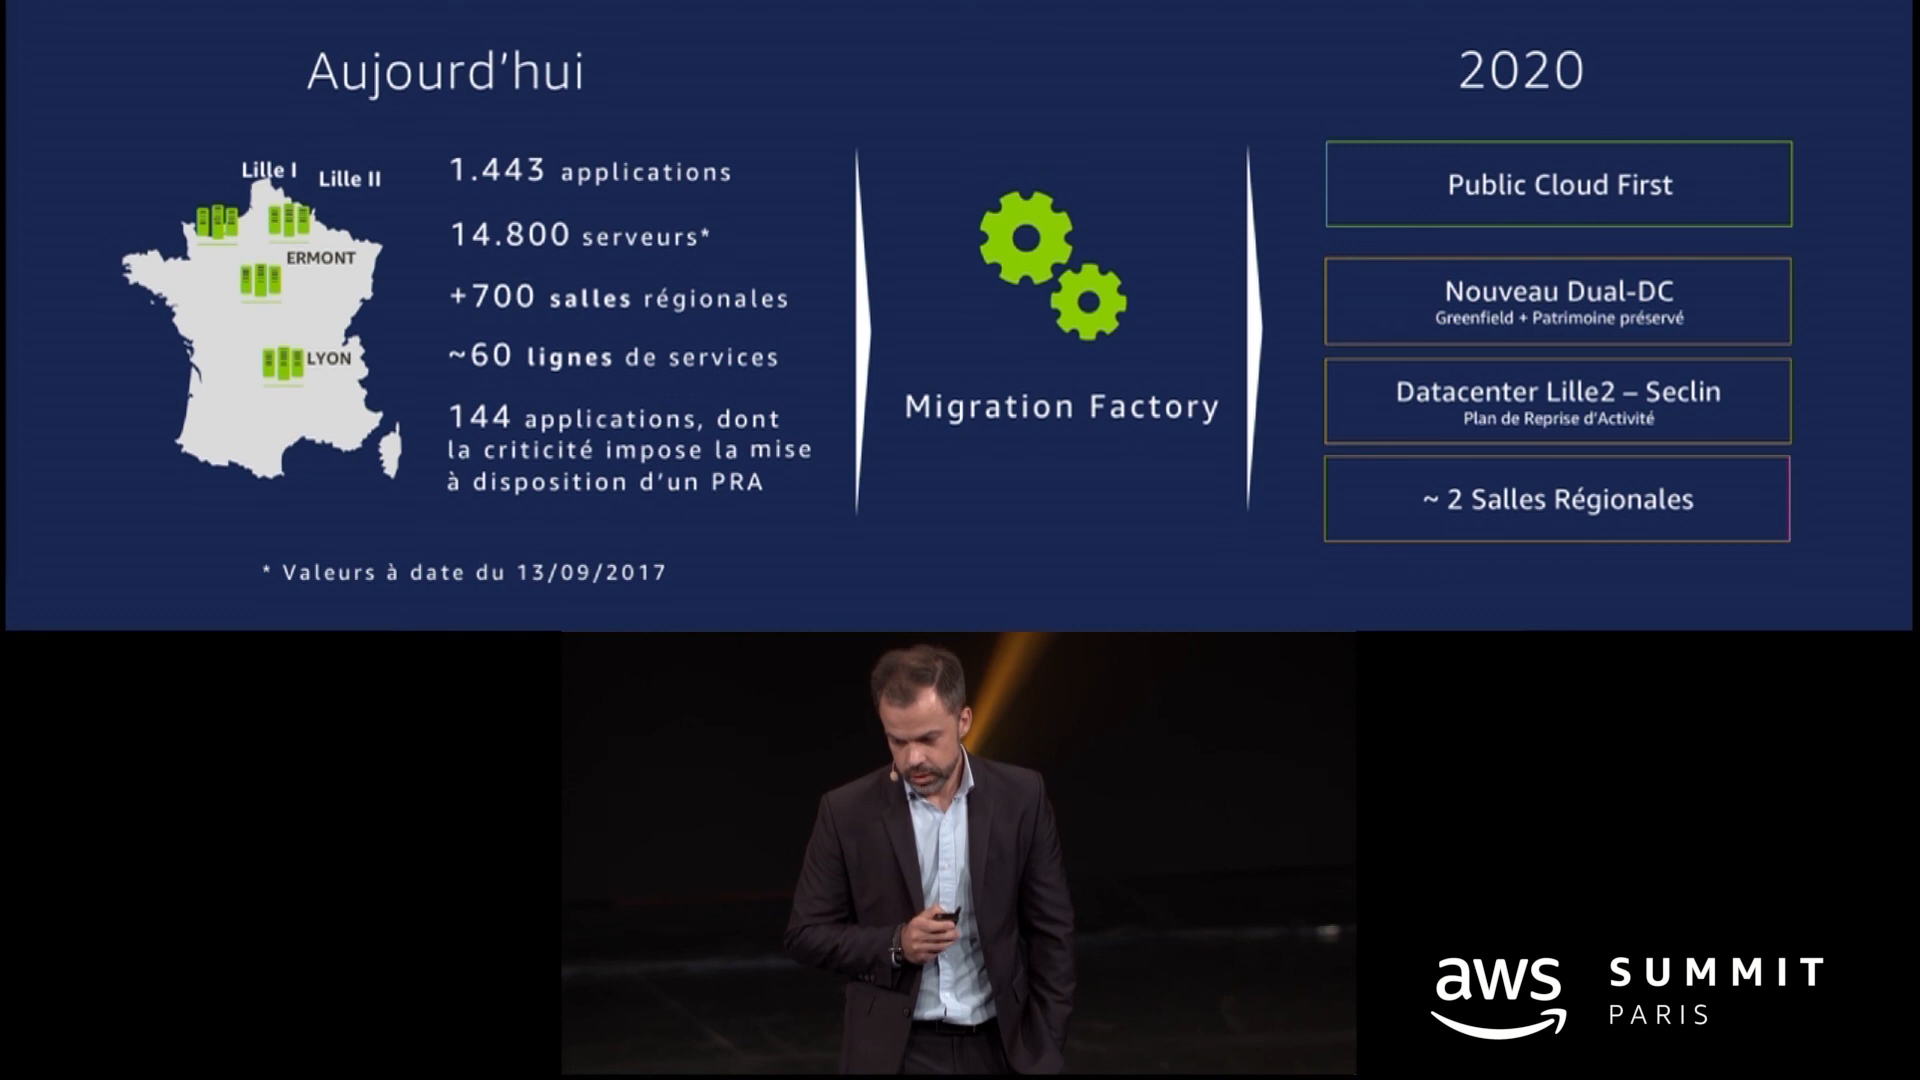 Aujourd'hui
2020
Lille I
Lille II
ERMONT
LYON
1.443 applications
14.800 serveurs*
+700 salles régionales
~60 lignes de services
144 applications, dont
la criticité impose la mise
à disposition d'un PRA
* Valeurs à date du 13/09/2017
Migration Factory
Public Cloud First
Nouveau Dual-DC
Greenfield + Patrimoine préservé
Datacenter Lille2 – Seclin
Plan de Reprise d'Activité
~ 2 Salles Régionales
aws
SUMMIT
PARIS